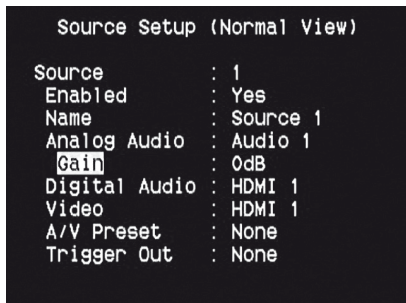 Source Setup (Normal View)
Source : 1
Enabled : Yes
Name : Source 1
Analog Audio : Audio 1
Gain : 0dB
Digital Audio : HDMI 1
Video : HDMI 1
A/V Preset : None
Trigger Out : None